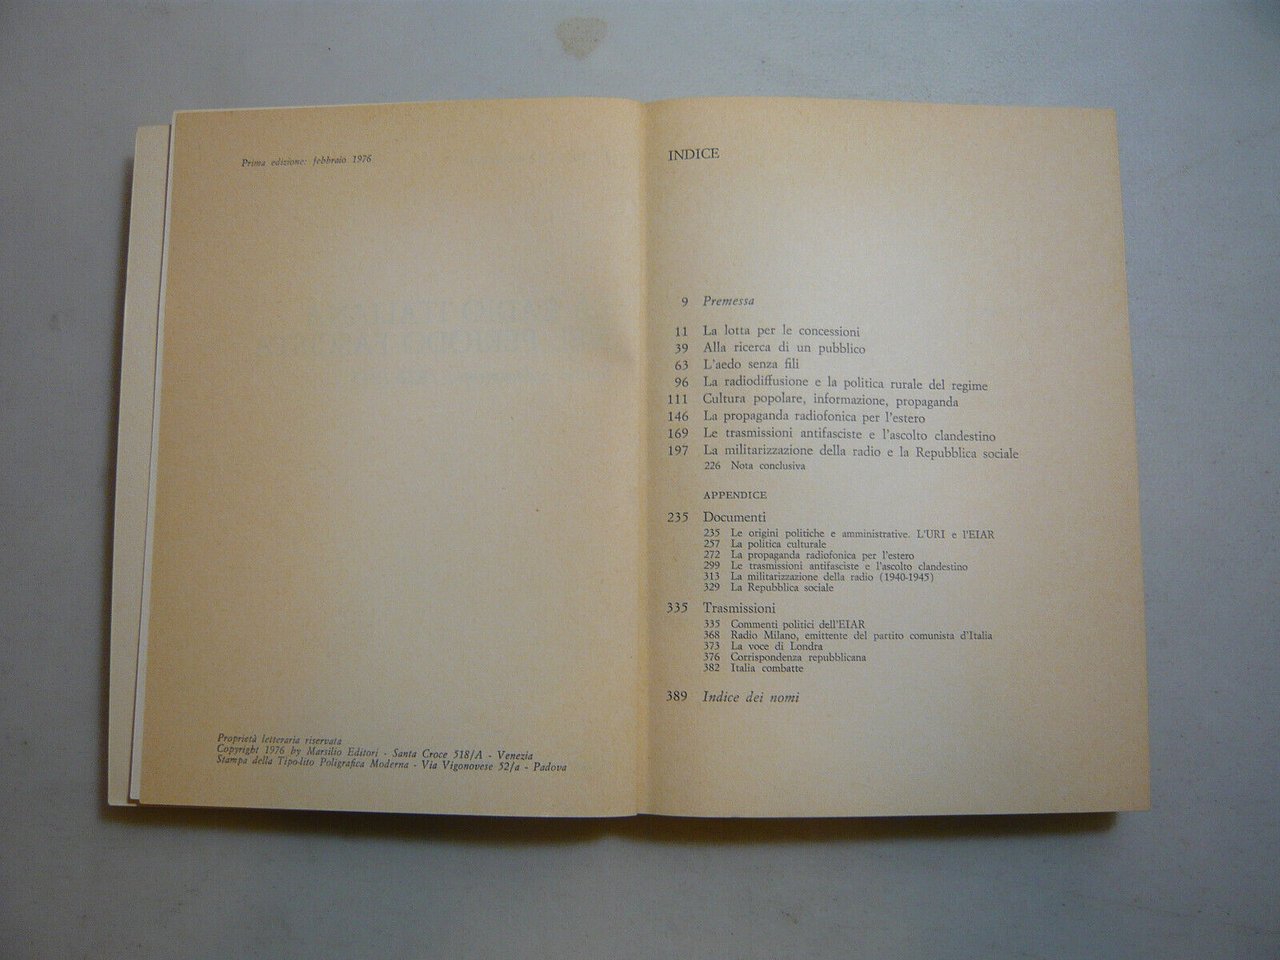 Prima edizione: febbraio 1976
Proprietà letteraria riservata
Copyright 1976 by Marsilio Editori - Santa Croce 518/A - Venezia
Stampa della Tipo-lito Poligrafica Moderna - Via Vigonovese 52/a - Padova
INDICE
9 Premessa
11 La lotta per le concessioni
39 Alla ricerca di un pubblico
63 L'aedo senza fili
96 La radiodiffusione e la politica rurale del regime
111 Cultura popolare, informazione, propaganda
146 La propaganda radiofonica per l'estero
169 Le trasmissioni antifasciste e l'ascolto clandestino
197 La militarizzazione della radio e la Repubblica sociale
226 Nota conclusiva
APPENDICE
235 Documenti
235 Le origini politiche e amministrative. L'URI e l'EIAR
257 La politica culturale
272 La propaganda radiofonica per l'estero
299 Le trasmissioni antifasciste e l'ascolto clandestino
313 La militarizzazione della radio (1940-1945)
329 La Repubblica sociale
335 Trasmissioni
335 Commenti politici dell'EIAR
368 Radio Milano, emittente del partito comunista d'Italia
373 La voce di Londra
376 Corrispondenza repubblicana
382 Italia combatte
389 Indice dei nomi